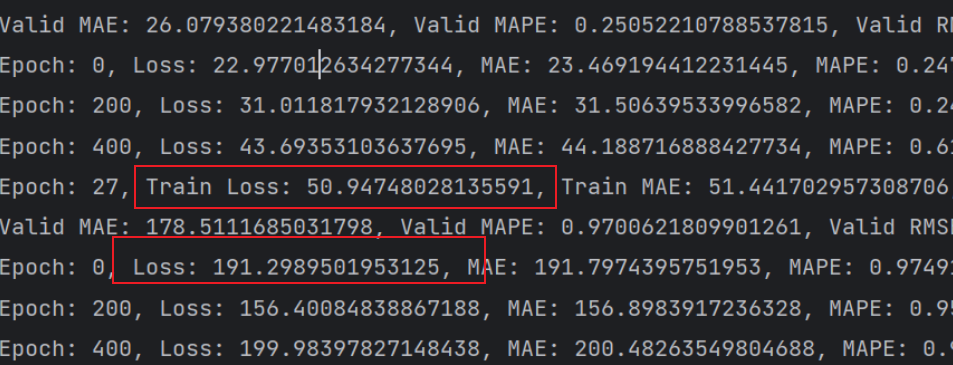 Valid MAE: 26.079380221483184, Valid MAPE: 0.25052210788537815, Valid
Epoch: 0, Loss: 22.977012634277344, MAE: 23.469194412231445, MAPE: 0.247
Epoch: 200, Loss: 31.011817932128906, MAE: 31.50639533996582, MAPE: 0.24
Epoch: 400, Loss: 43.69353103637695, MAE: 44.188716888427734, MAPE: 0.61
Epoch: 27, Train Loss: 50.94748028135591, Train MAE: 51.441702957308706
Valid MAE: 178.5111685031798, Valid MAPE: 0.9700621809901261, Valid RMS
Epoch: 0, Loss: 191.2989501953125, MAE: 191.7974395751953, MAPE: 0.9749
Epoch: 200, Loss: 156.40084838867188, MAE: 156.8983917236328, MAPE: 0.95
Epoch: 400, Loss: 199.98397827148438, MAE: 200.48263549804688, MAPE: 0.9